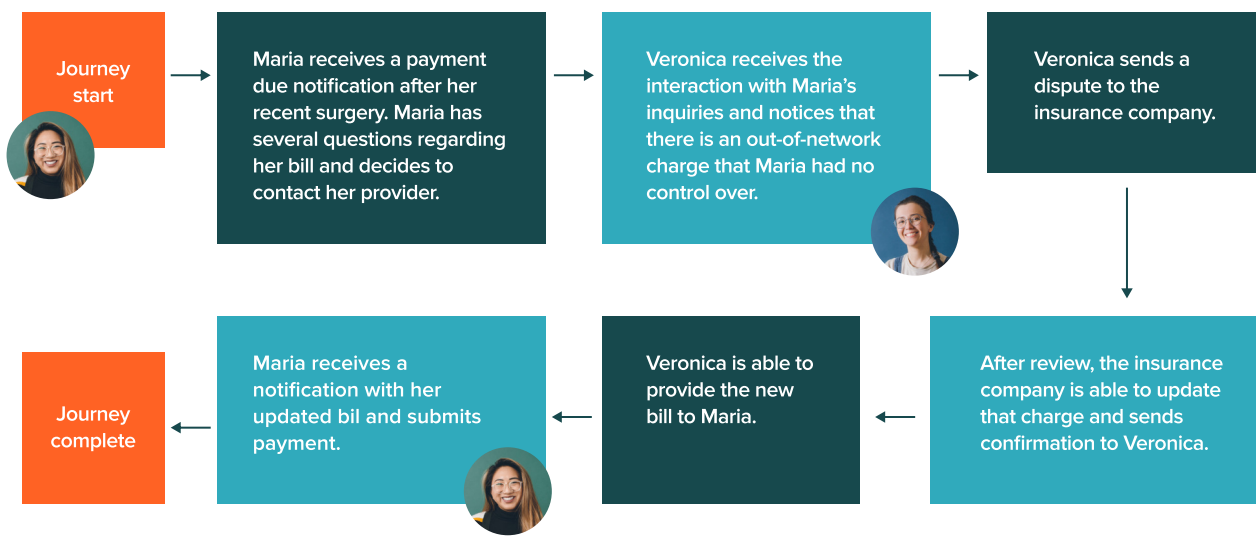 Journey
start
Maria receives a payment
due notification after her
recent surgery. Maria has
several questions regarding
her bill and decides to
contact her provider.
Veronica receives the
interaction with Maria’s
inquiries and notices that
there is an out-of-network
charge that Maria had no
control over.
Veronica sends a
dispute to the
insurance company.
After review, the insurance
company is able to update
that charge and sends
confirmation to Veronica.
Veronica is able to
provide the new
bill to Maria.
Maria receives a
notification with her
updated bil and submits
payment.
Journey
complete